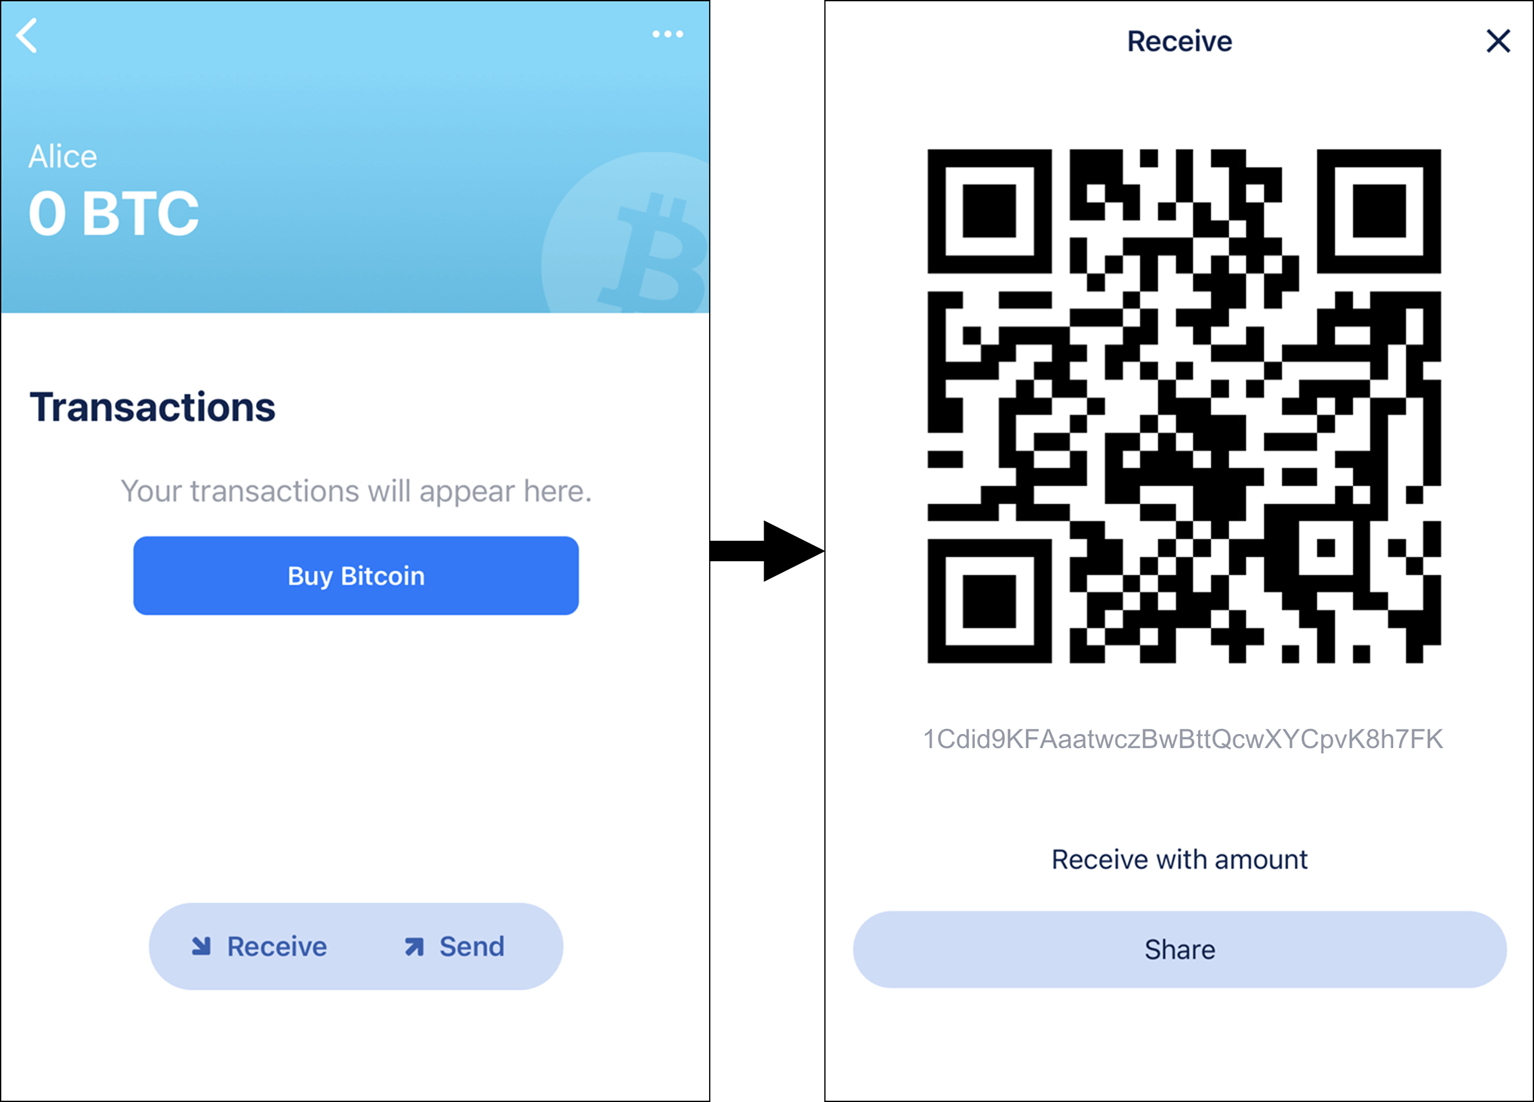 Alice
0 BTC
Transactions
Your transactions will appear here.
Buy Bitcoin
Receive
Send
Receive
1Cdid9KFAaatwczBwBttQcwXYCpvK8h7FK
Receive with amount
Share